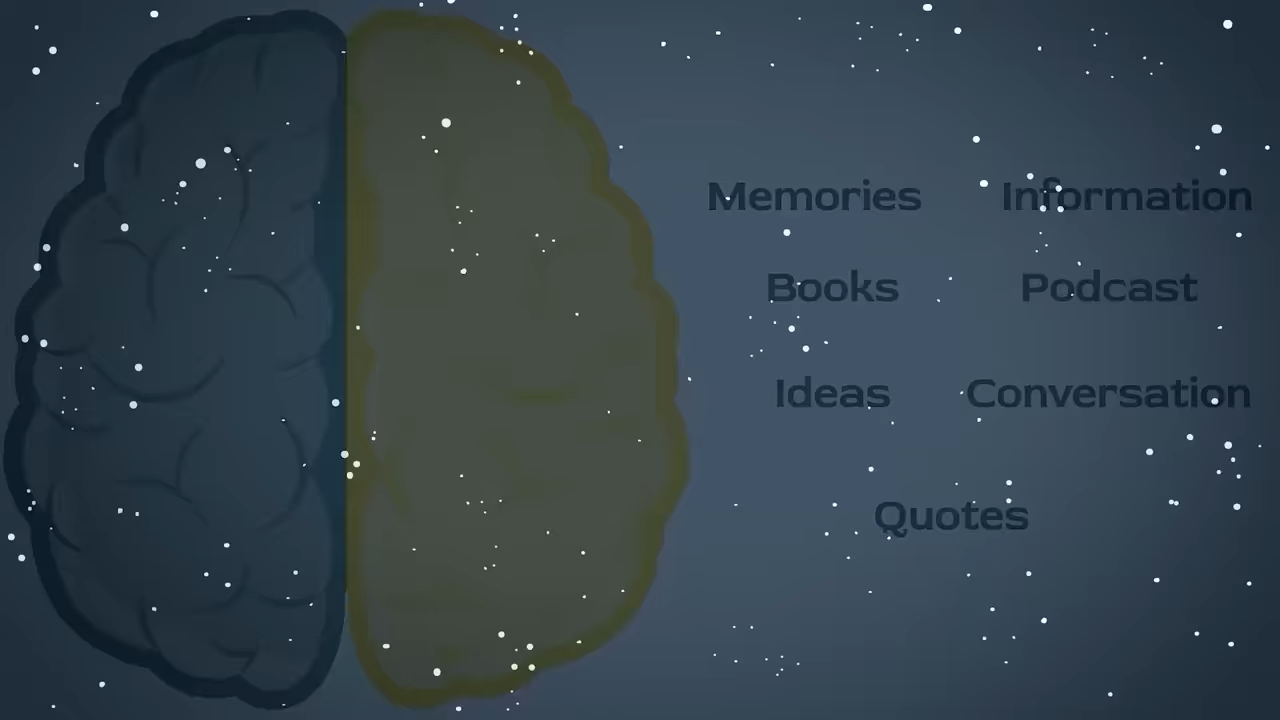 Memories Information
Books Podcast
Ideas Conversation
Quotes